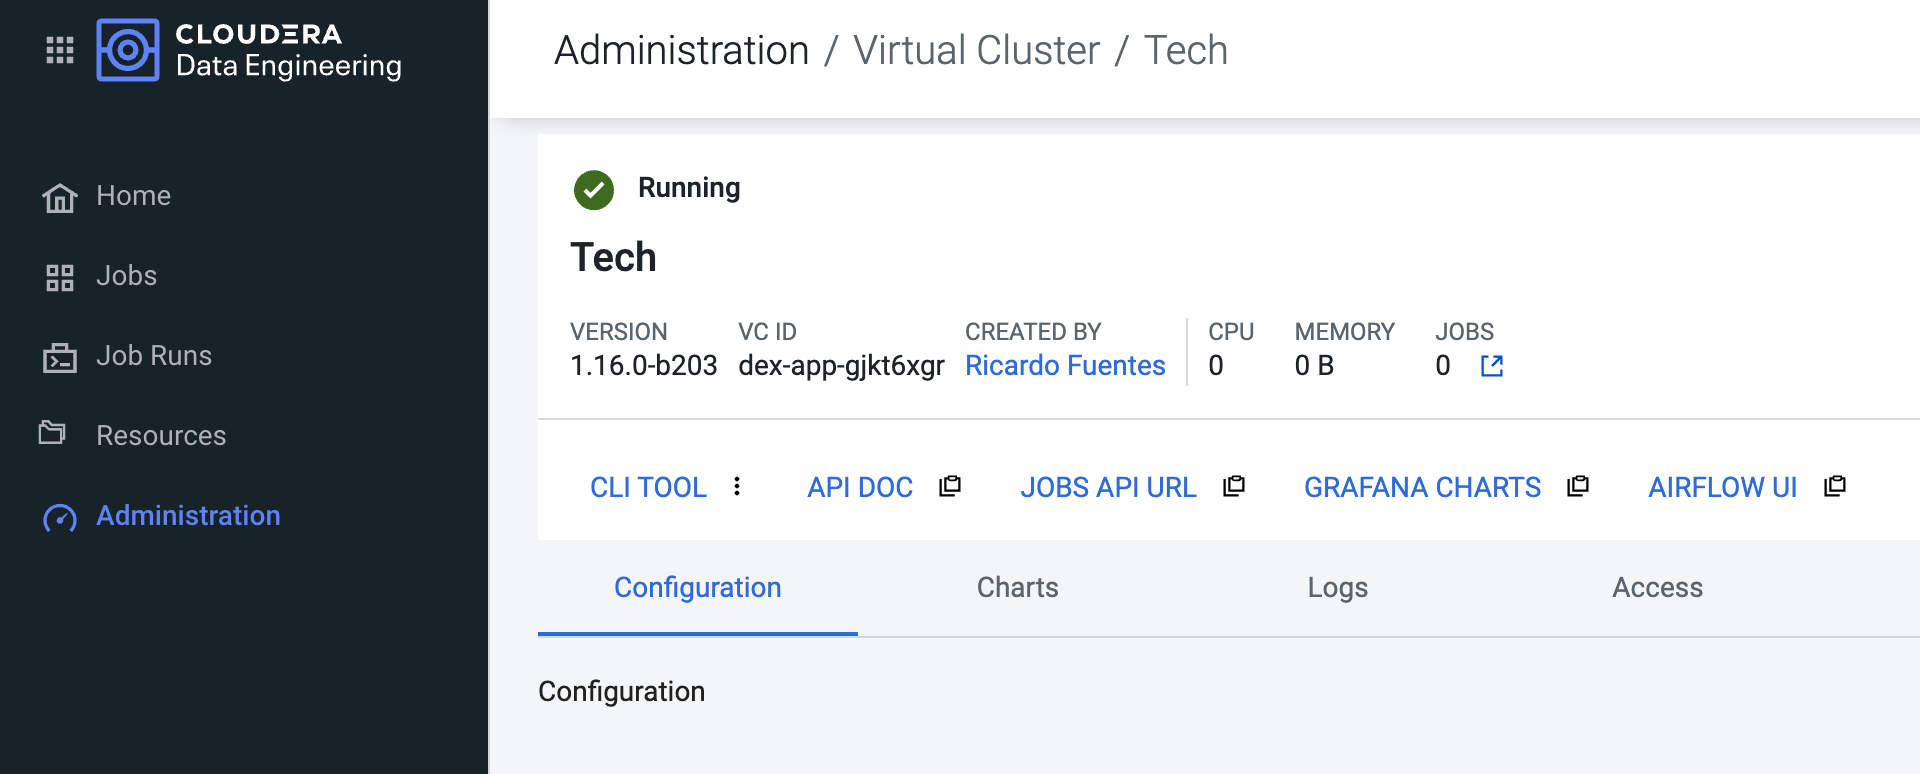 CLOUDERA
Data Engineering
Home
Jobs
Job Runs
Resources
Administration
Administration / Virtual Cluster / Tech
Running
Tech
VERSION VC ID CREATED BY CPU MEMORY JOBS
1.16.0-b203 dex-app-gjkt6xgr Ricardo Fuentes 0 0 B 0
CLI TOOL API DOC JOBS API URL GRAFANA CHARTS AIRFLOW UI
Configuration Charts Logs Access
Configuration